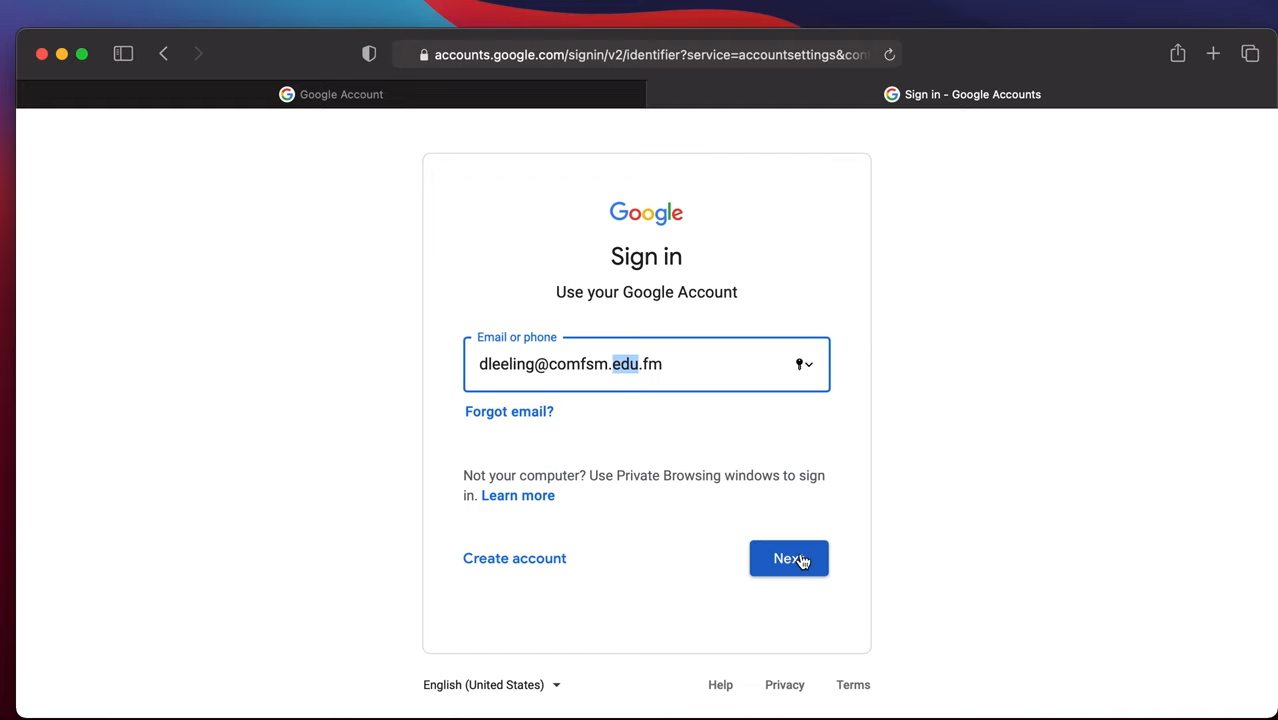 accounts.google.com/signin/v2/identifier?service=accountsettings&con
Google Account
Sign in - Google Accounts
Google
Sign in
Use your Google Account
Email or phone
dleeling@comfsm.edu.fm
Forgot email?
Not your computer? Use Private Browsing windows to sign
in. Learn more
Create account
Next
English (United States)
Help
Privacy
Terms